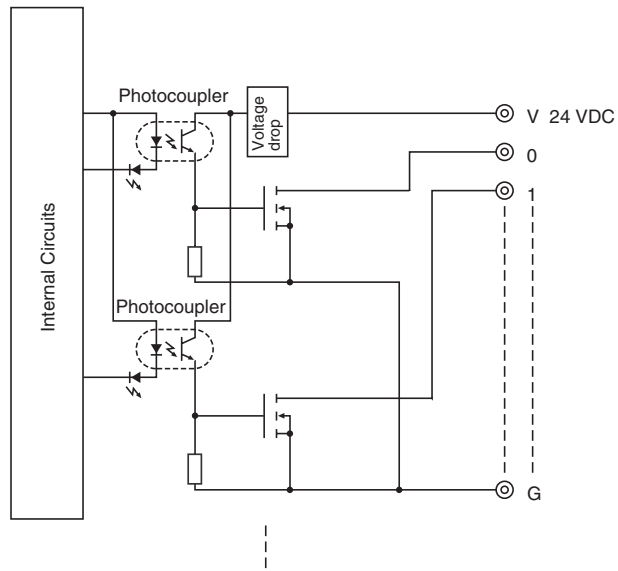 Photocoupler
Voltage
drop
V 24 VDC
0
1
Internal Circuits
Photocoupler
G